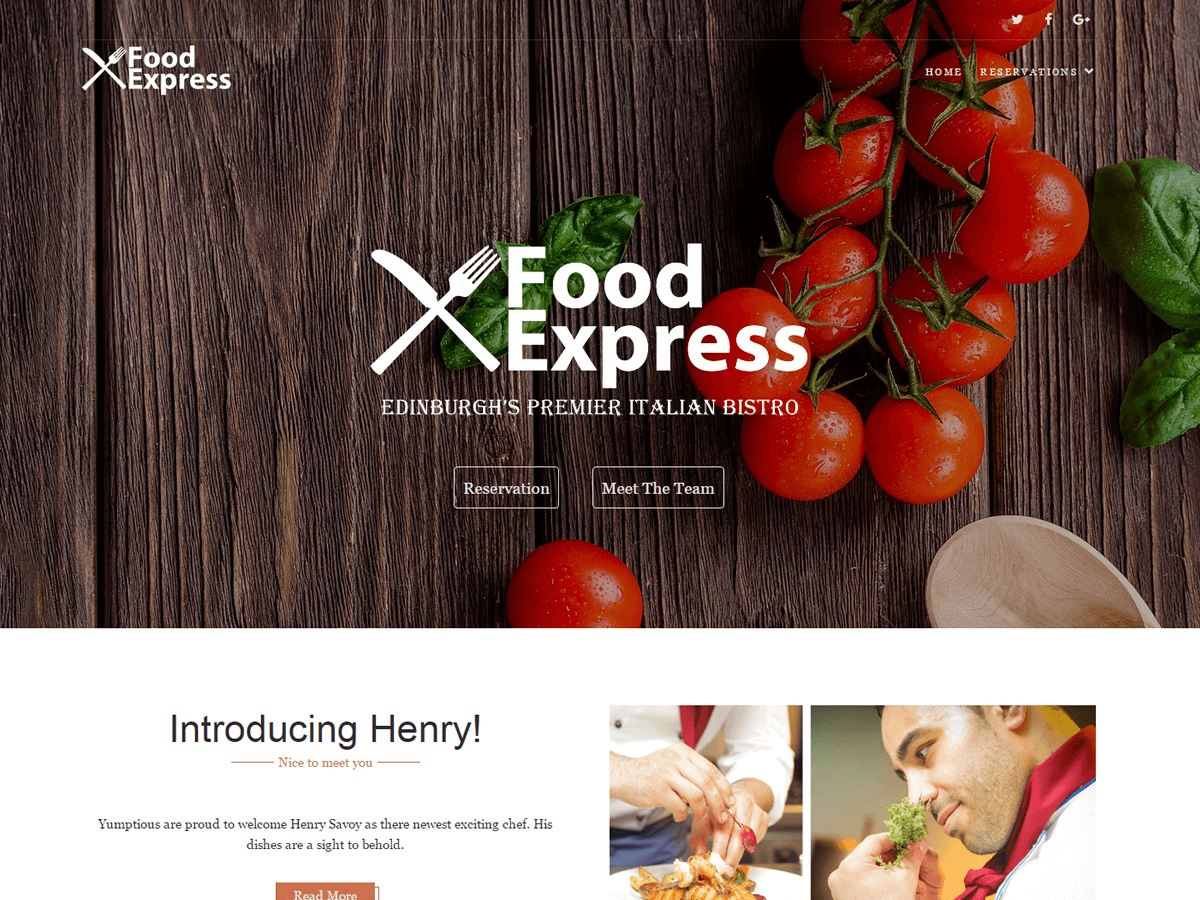 Food
Express
HOME RESERVATIONS
Food
Express
EDINBURGH'S PREMIER ITALIAN BISTRO
Reservation Meet The Team
Introducing Henry!
Nice to meet you
Yumptious are proud to welcome Henry Savoy as there newest exciting chef. His
dishes are a sight to behold.
Read More